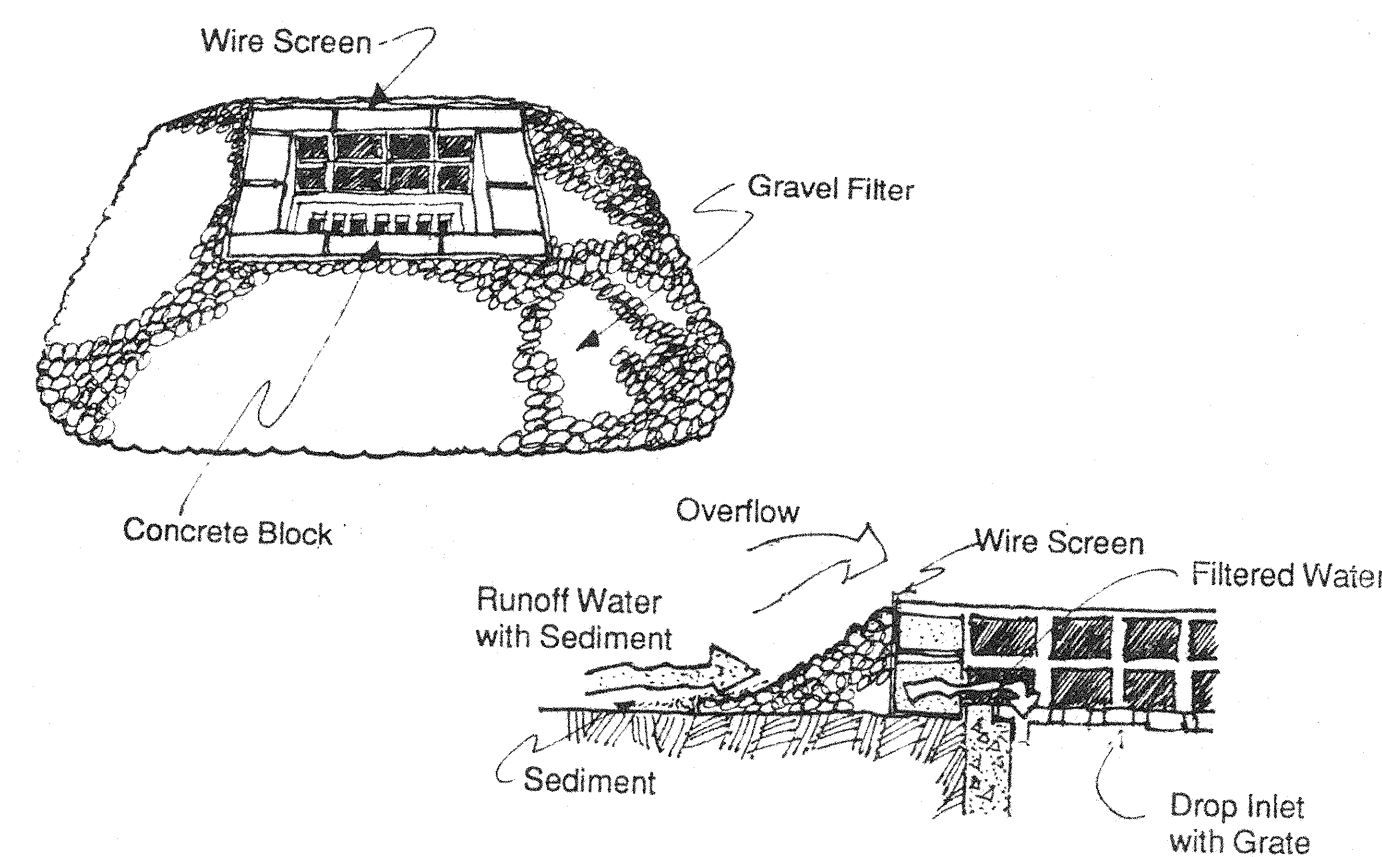 Wire Screen
Gravel Filter
Concrete Block
Overflow
Wire Screen
Filtered Water
Runoff Water
with Sediment
Sediment
Drop Inlet
with Grate